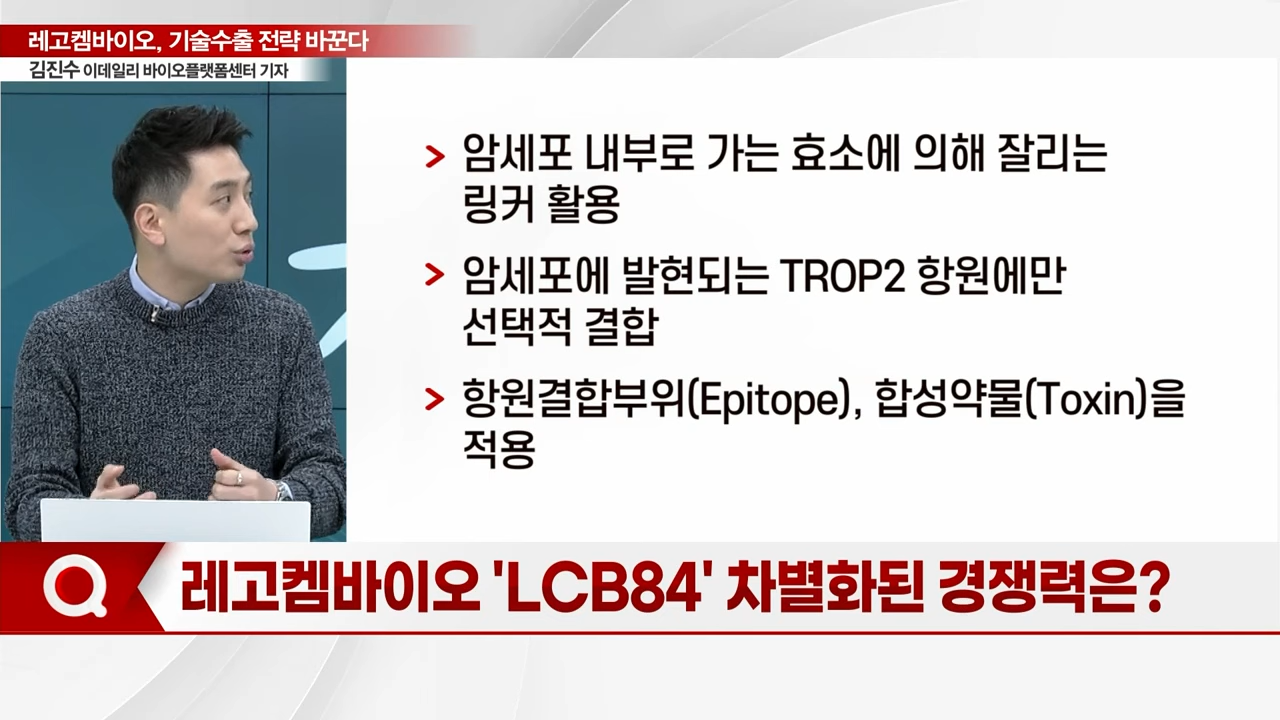 레고켐바이오, 기술수출 전략 바꾼다
김진수 이데일리 바이오플랫폼센터 기자
> 암세포 내부로 가는 효소에 의해 잘리는
링커 활용
> 암세포에 발현되는 TROP2 항원에만
선택적 결합
> 항원결합부위(Epitope), 합성약물(Toxin)을
적용
Q 레고켐바이오 'LCB84' 차별화된 경쟁력은?